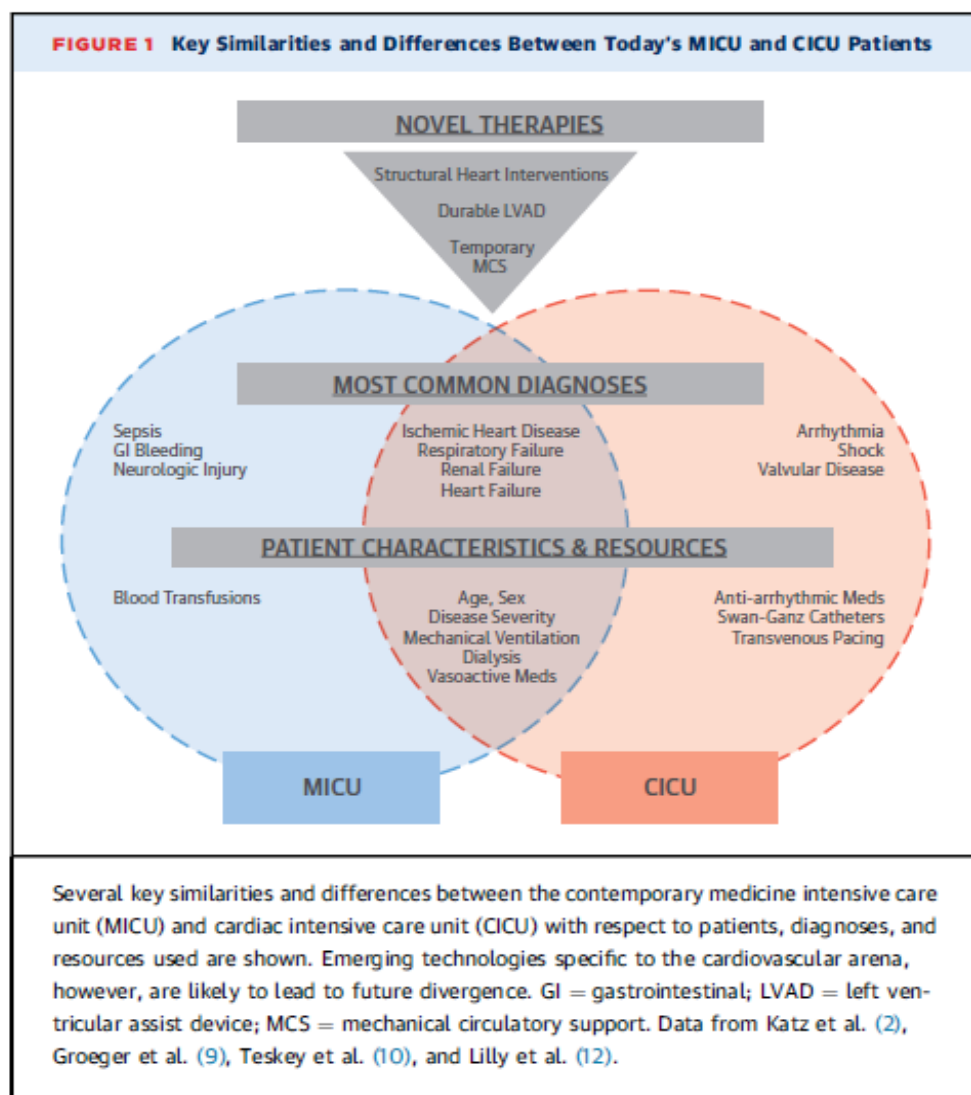 FIGURE 1 Key Similarities and Differences Between Today's MICU and CICU Patients
NOVEL THERAPIES
Structural Heart Interventions
Durable LVAD
Temporary
MCS
MOST COMMON DIAGNOSES
Sepsis
GI Bleeding
Neurologic Injury
Ischemic Heart Disease
Respiratory Failure
Renal Failure
Heart Failure
Arrhythmia
Shock
Valvular Disease
PATIENT CHARACTERISTICS & RESOURCES
Blood Transfusions
Age, Sex
Disease Severity
Mechanical Ventilation
Dialysis
Vasoactive Meds
Anti-arrhythmic Meds
Swan-Ganz Catheters
Transvenous Pacing
MICU
CICU
Several key similarities and differences between the contemporary medicine intensive care
unit (MICU) and cardiac intensive care unit (CICU) with respect to patients, diagnoses, and
resources used are shown. Emerging technologies specific to the cardiovascular arena,
however, are likely to lead to future divergence. GI = gastrointestinal; LVAD = left ven-
tricular assist device; MCS = mechanical circulatory support. Data from Katz et al. (2),
Groeger et al. (9), Teskey et al. (10), and Lilly et al. (12).